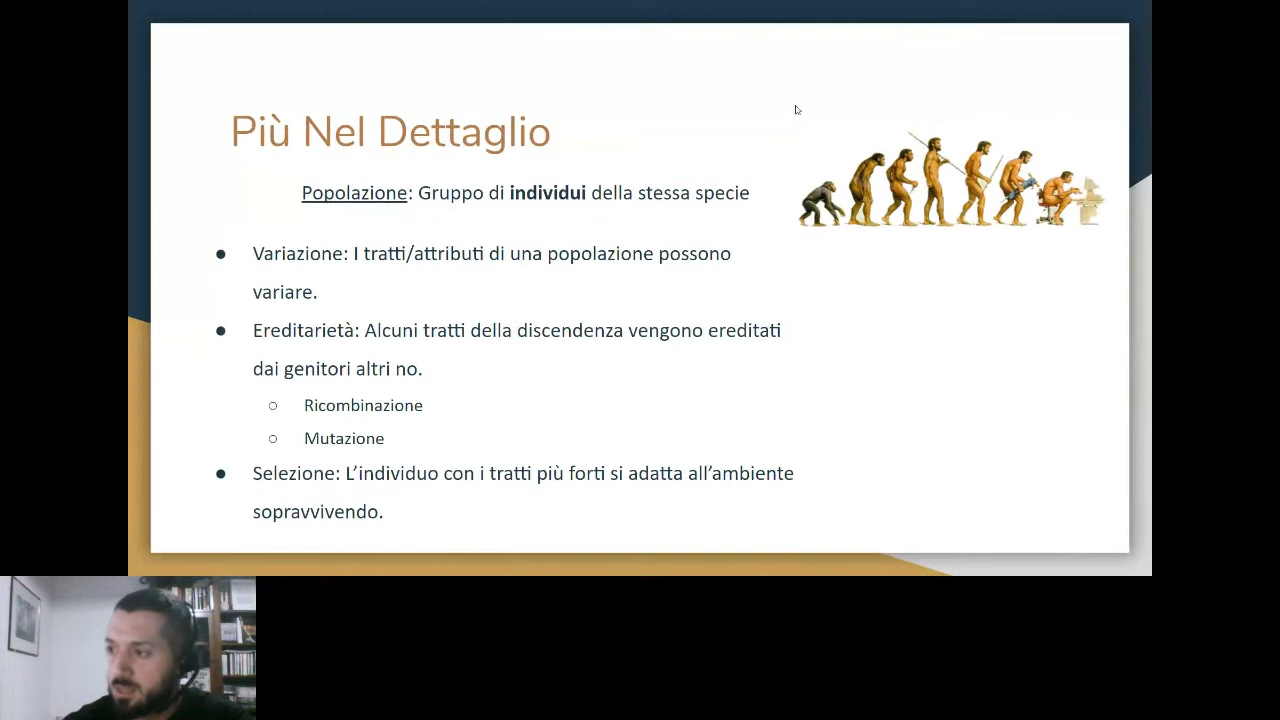 Più Nel Dettaglio
Popolazione: Gruppo di individui della stessa specie
● Variazione: I tratti/attributi di una popolazione possono
variare.
● Ereditarietà: Alcuni tratti della discendenza vengono ereditati
dai genitori altri no.
○ Ricombinazione
○ Mutazione
● Selezione: L’individuo con i tratti più forti si adatta all’ambiente
sopravvivendo.